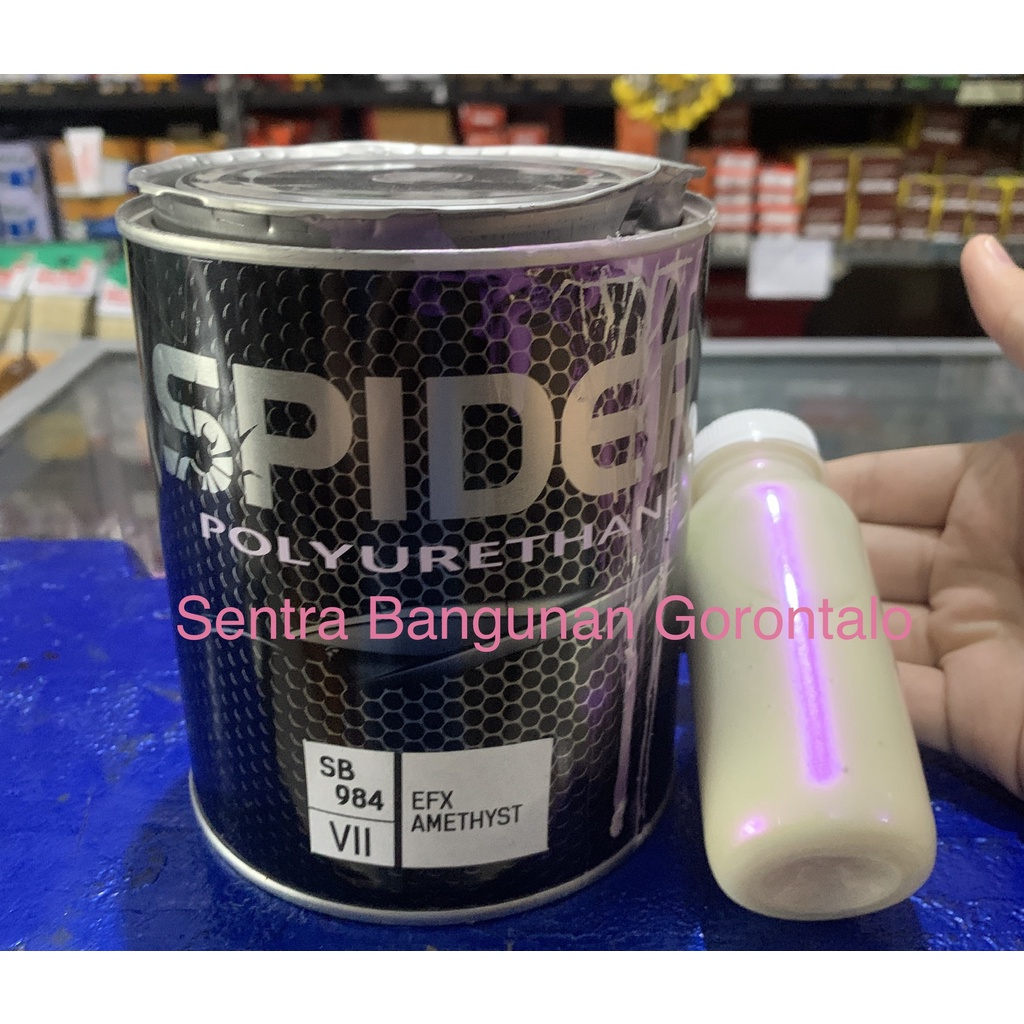 SPIDER
POLYURETHANE
Sentra Bangunan Gorontalo
SB
984
VII
EFX
AMETHYST